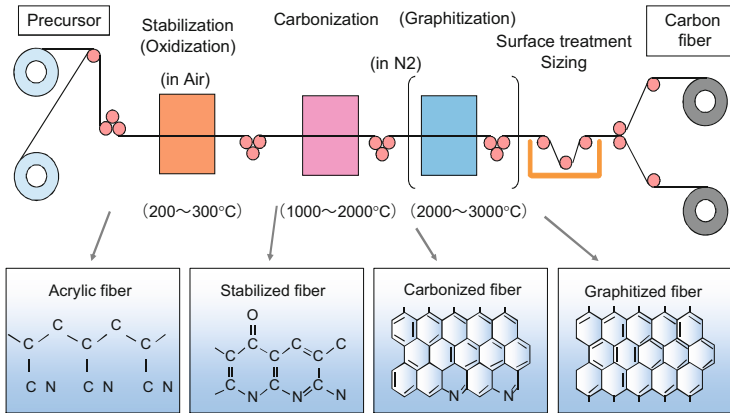 Precursor
Stabilization
(Oxidization)
(in Air)
Carbonization
(Graphitization)
(in N2)
Surface treatment
Sizing
Carbon
fiber
(200～300°C)
(1000～2000°C)
(2000～3000°C)
Acrylic fiber
C C
C C C
C N C N C N
Stabilized fiber
O
C C C
C C C
C C C
N N N
Carbonized fiber
N N
Graphitized fiber